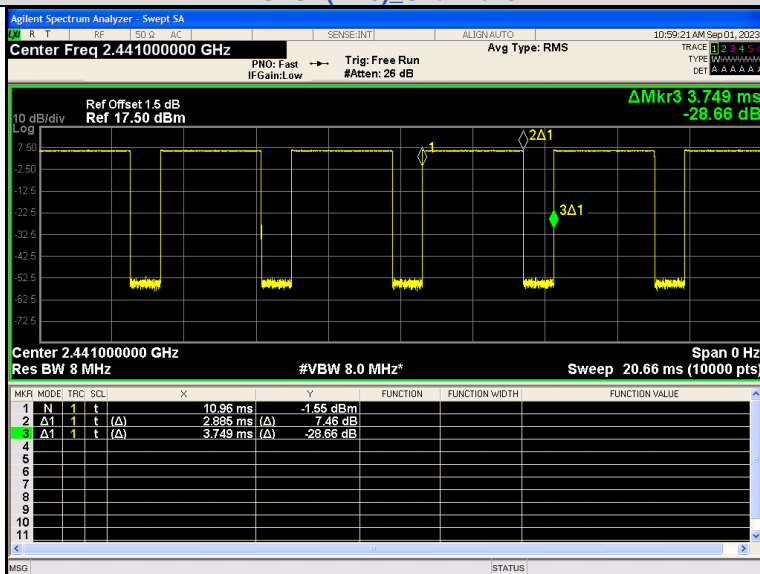 Agilent Spectrum Analyzer - Swept SA
LXI R T RF 50 Ω AC SENSE:INT ALIGN AUTO 10:59:21 AM Sep 01, 2023
Center Freq 2.441000000 GHz Avg Type: RMS TRACE 1 2 3 4 5
PNO: Fast Trig: Free Run TYPE
IFGain:Low #Atten: 26 dB DET A A A A A
ΔMkr3 3.749 ms
-28.66 dB
Ref Offset 1.5 dB
10 dB/div Ref 17.50 dBm
Log
7.50
-2.50
-12.5
-22.5
-32.5
-42.5
-52.5
-62.5
-72.5
1
2Δ1
3Δ1
Center 2.441000000 GHz Span 0 Hz
Res BW 8 MHz #VBW 8.0 MHz* Sweep 20.66 ms (10000 pts)
MKR MODE TRC SCL X Y FUNCTION FUNCTION WIDTH FUNCTION VALUE
1 N 1 t 10.96 ms -1.55 dBm
2 Δ1 1 t (Δ) 2.885 ms (Δ) 7.46 dB
3 Δ1 1 t (Δ) 3.749 ms (Δ) -28.66 dB
4
5
6
7
8
9
10
11
MSG STATUS